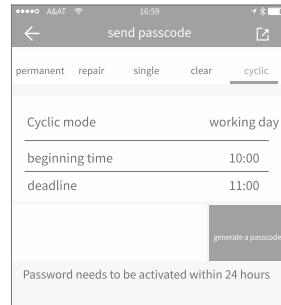 A&AT 16:59
send passcode
permanent repair single clear cyclic
Cyclic mode working day
beginning time 10:00
deadline 11:00
generate a passcode
Password needs to be activated within 24 hours